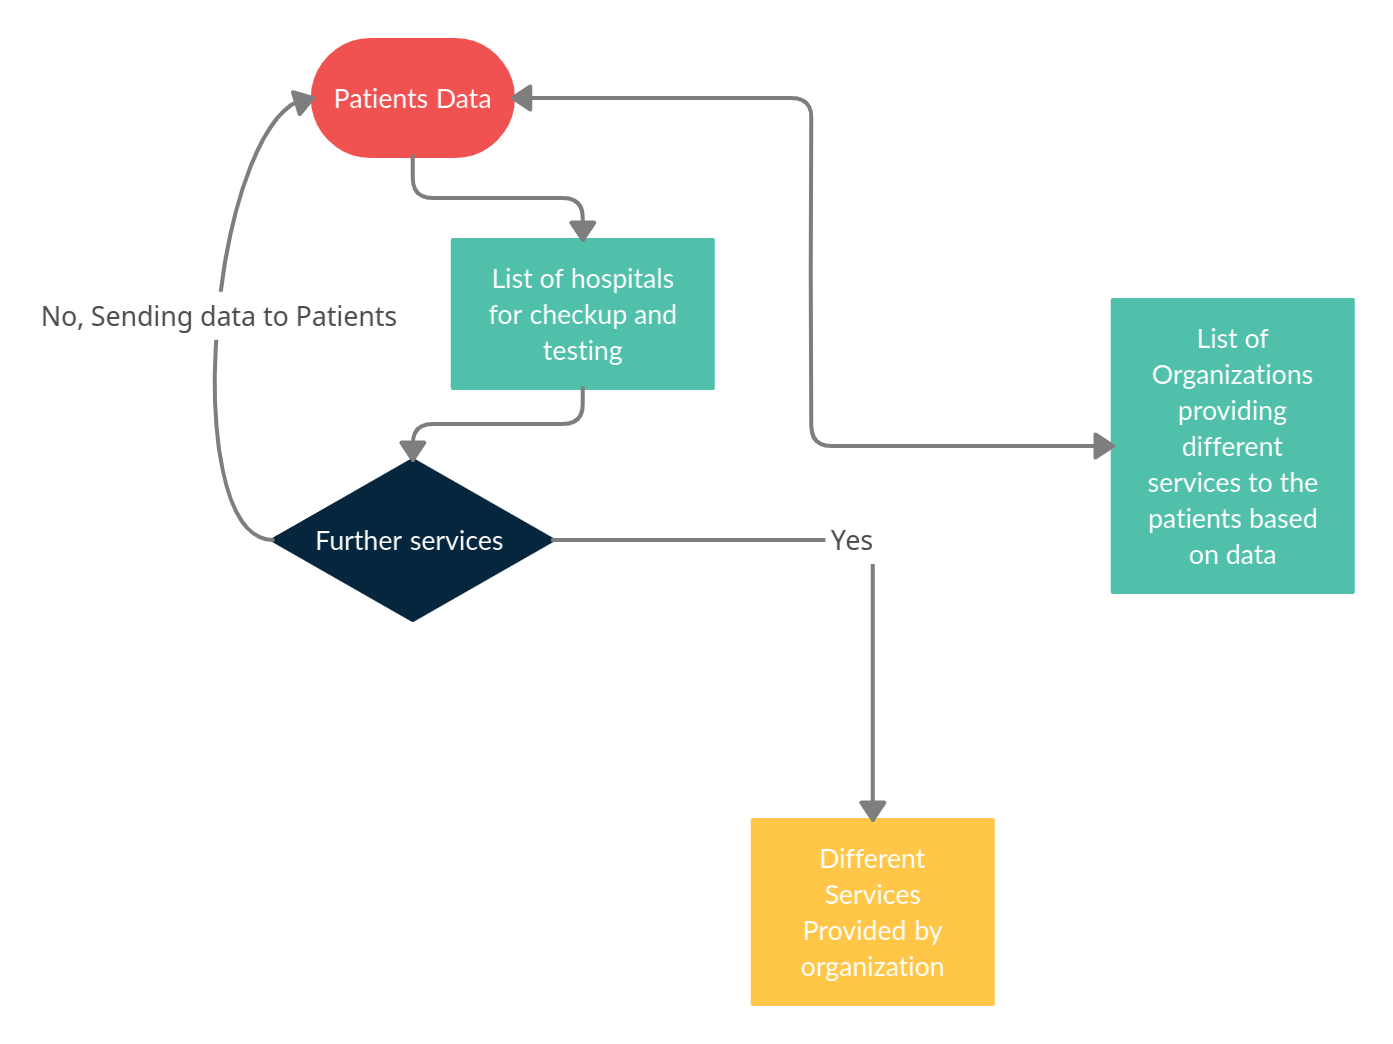 Patients Data
List of hospitals
for checkup and
testing
No, Sending data to Patients
List of
Organizations
providing
different
services to the
patients based
on data
Further services
Yes
Different
Services
Provided by
organization